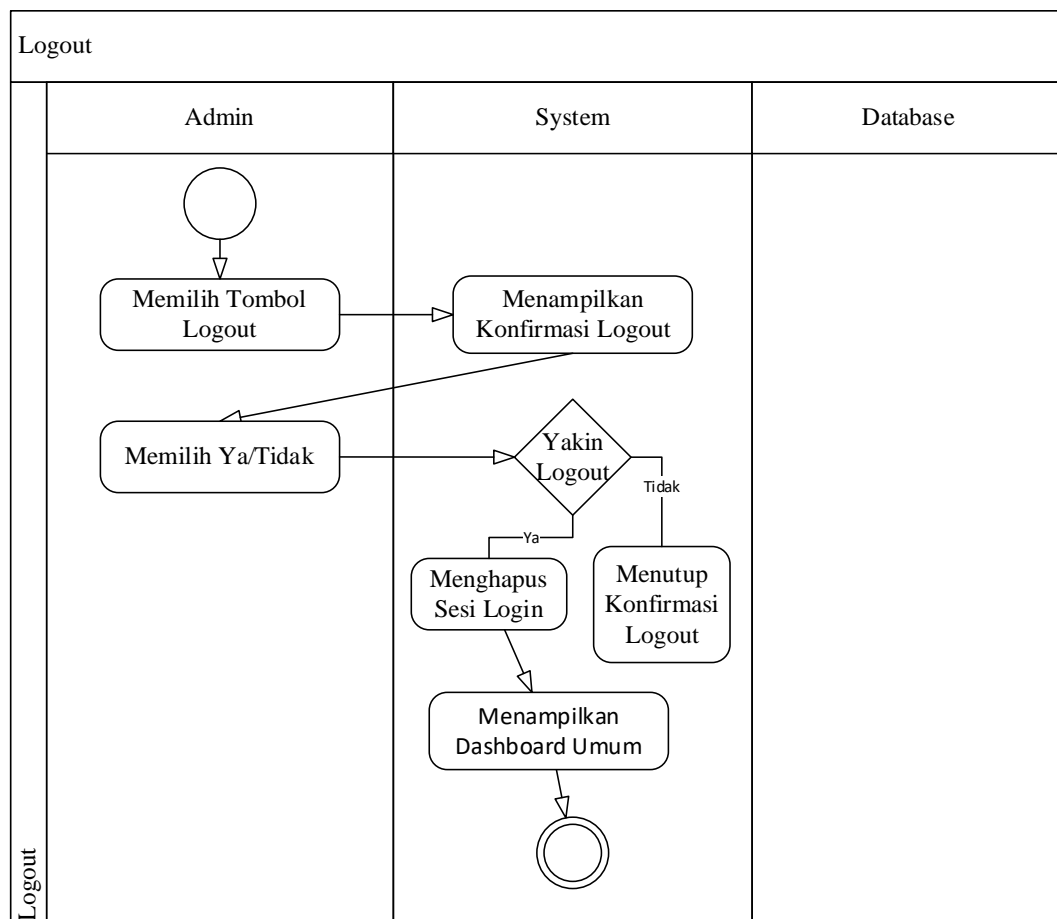 Logout
Admin
System
Database
Memilih Tombol
Logout
Menampilkan
Konfirmasi Logout
Memilih Ya/Tidak
Yakin
Logout
Tidak
Ya
Menghapus
Sesi Login
Menutup
Konfirmasi
Logout
Menampilkan
Dashboard Umum
Logout